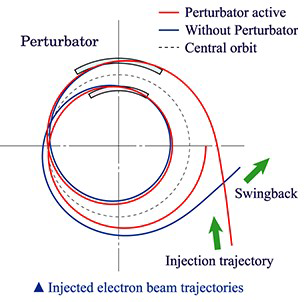 Perturbator active
Without Perturbator
Central orbit
Perturbator
Swingback
Injection trajectory
▲ Injected electron beam trajectories